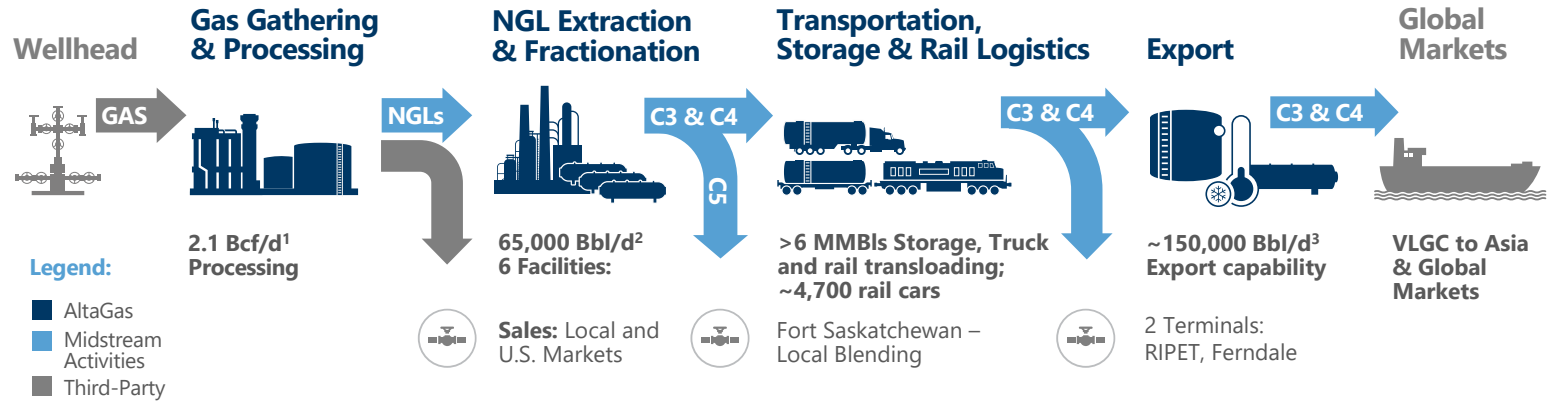 Wellhead
Gas Gathering
& Processing
NGL Extraction
& Fractionation
Transportation,
Storage & Rail Logistics
Export
Global
Markets
GAS
NGLs
C3 & C4
C5
C3 & C4
C3 & C4
2.1 Bcf/d¹
Processing
65,000 Bbl/d²
6 Facilities:
>6 MMBls Storage, Truck
and rail transloading;
~4,700 rail cars
~150,000 Bbl/d³
Export capability
VLGC to Asia
& Global
Markets
Legend:
AltaGas
Midstream
Activities
Third-Party
Sales: Local and
U.S. Markets
Fort Saskatchewan –
Local Blending
2 Terminals:
RIPET, Ferndale